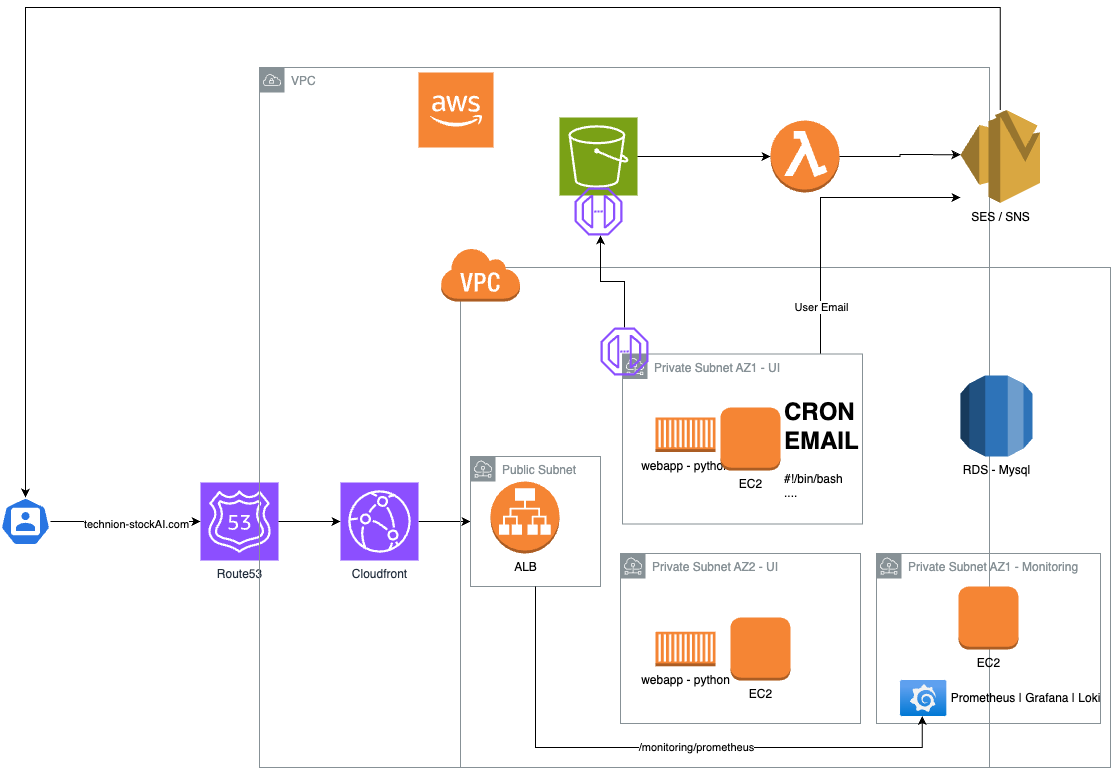 VPC
aws
SES / SNS
VPC
User Email
Private Subnet AZ1 - UI
CRON
EMAIL
webapp - python
EC2
#!/bin/bash
....
RDS - Mysql
Public Subnet
ALB
technion-stockAI.com
53
Route53
Cloudfront
Private Subnet AZ2 - UI
webapp - python
EC2
Private Subnet AZ1 - Monitoring
EC2
Prometheus | Grafana | Loki
/monitoring/prometheus